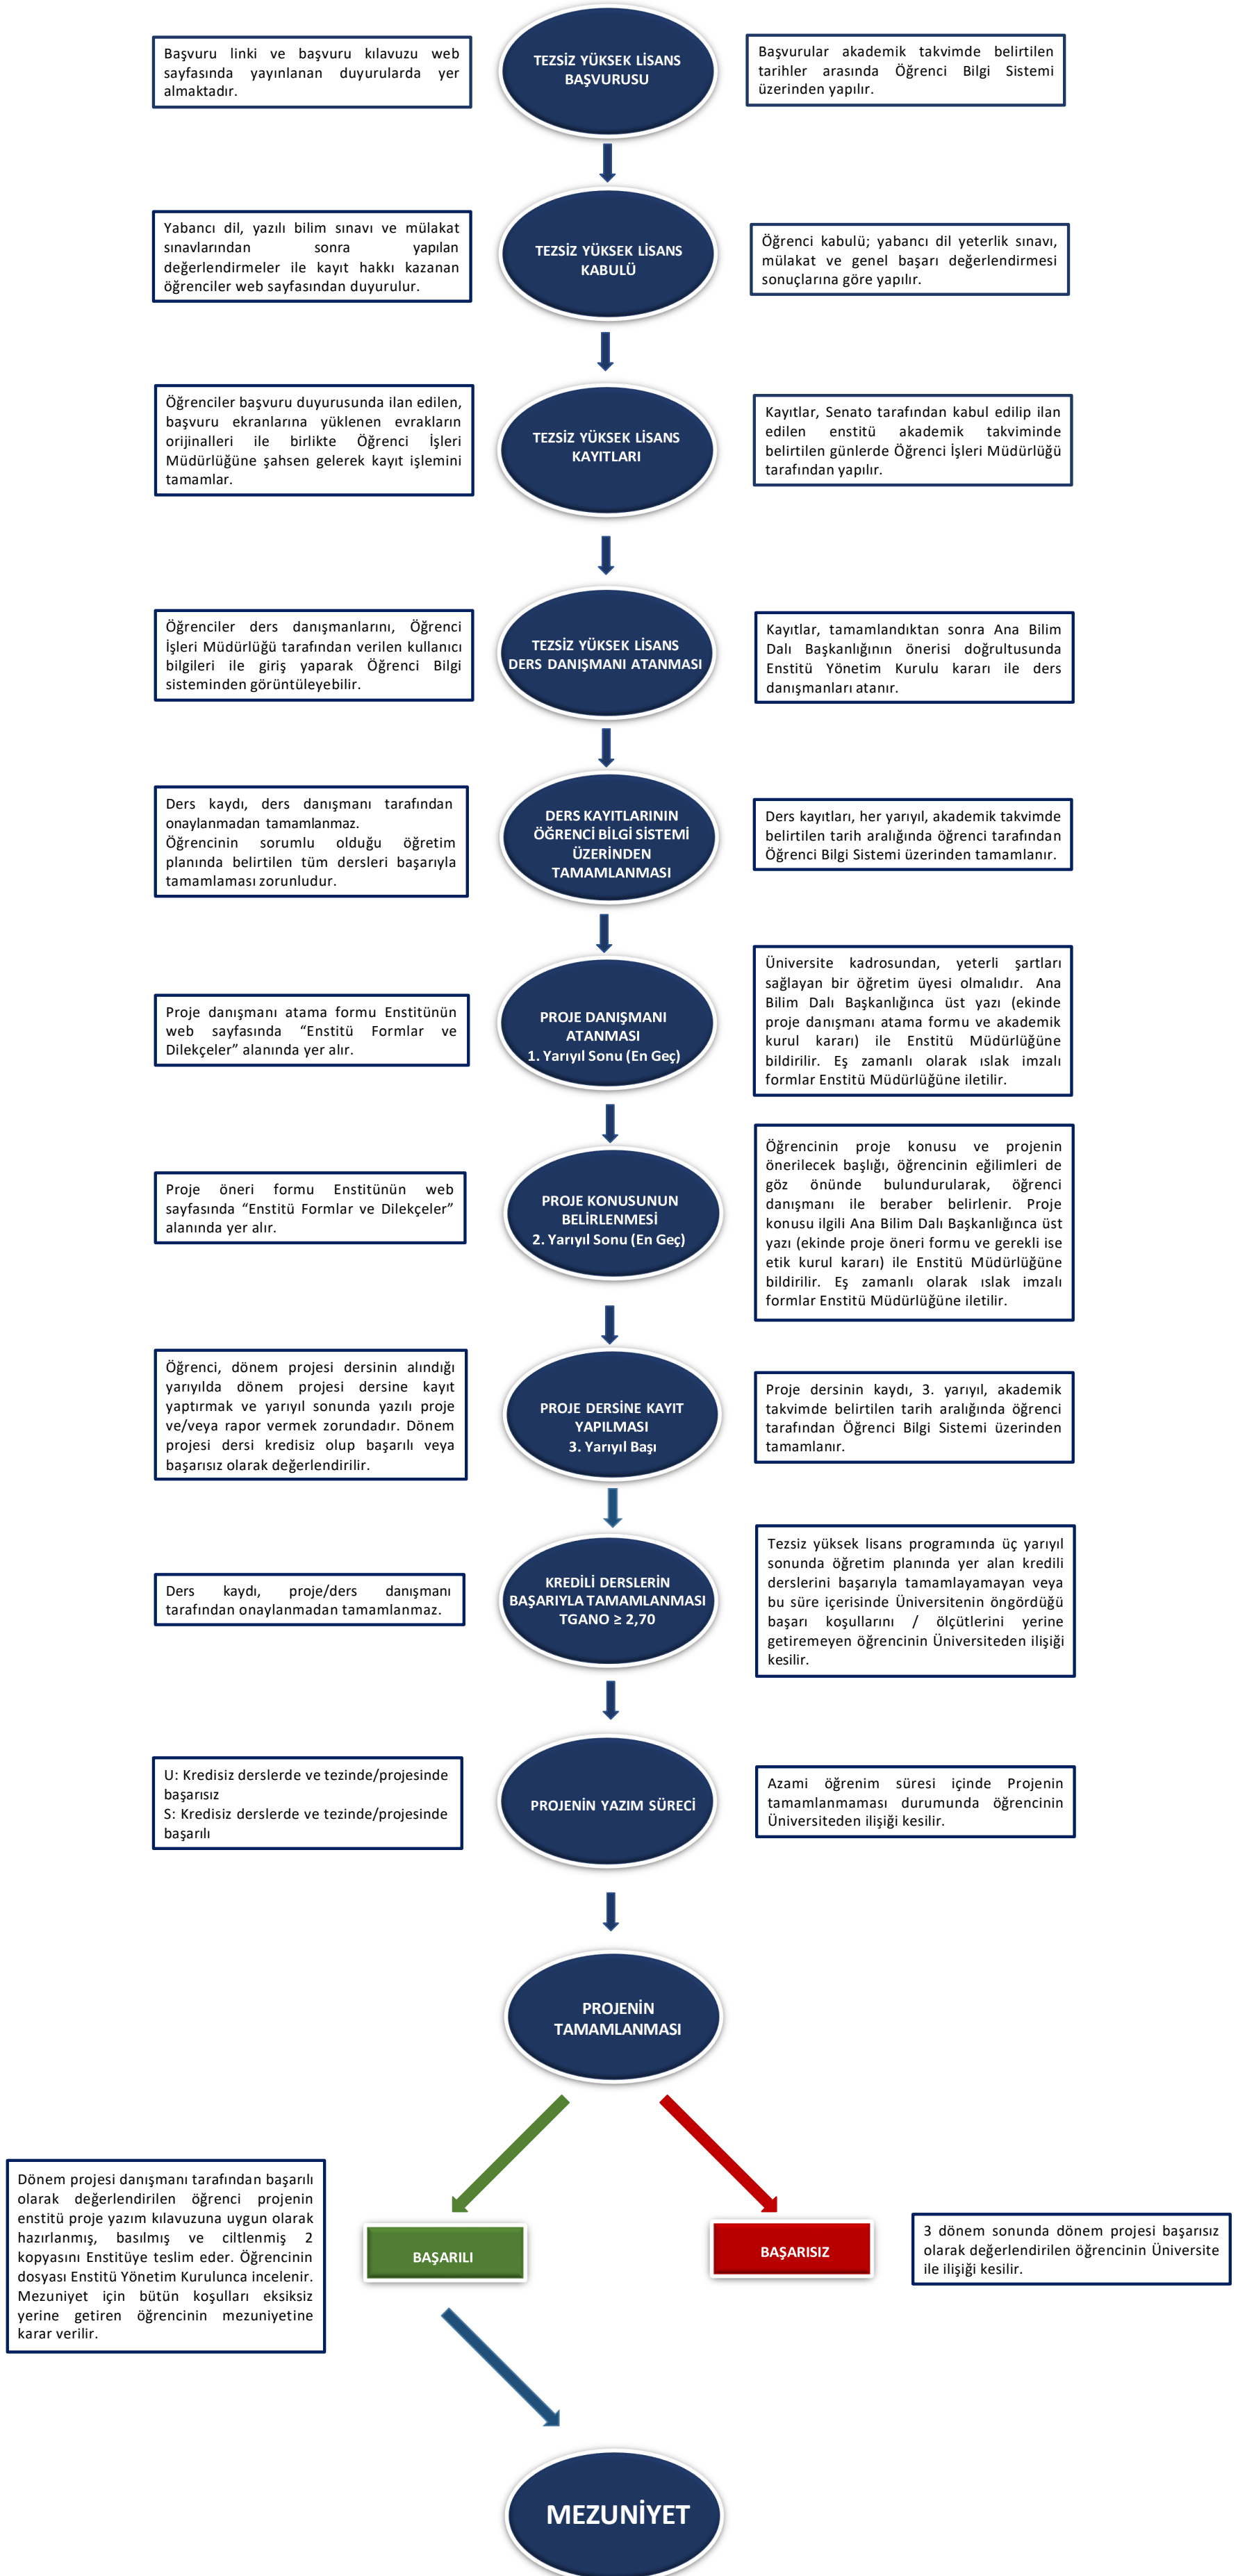 Başvuru linki ve başvuru kılavuzu web
sayfasında yayınlanan duyurularda yer
almaktadır.
TEZSİZ YÜKSEK LİSANS
BAŞVURUSU
Başvurular akademik takvimde belirtilen
tarihler arasında Öğrenci Bilgi Sistemi
üzerinden yapılır.
Yabancı dil, yazılı bilim sınavı ve mülakat
sınavlarından sonra yapılan
değerlendirmeler ile kayıt hakkı kazanan
öğrenciler web sayfasından duyurulur.
TEZSİZ YÜKSEK LİSANS
KABULÜ
Öğrenci kabulü; yabancı dil yeterlik sınavı,
mülakat ve genel başarı değerlendirmesi
sonuçlarına göre yapılır.
Öğrenciler başvuru duyurusunda ilan edilen,
başvuru ekranlarına yüklenen evrakların
orijinalleri ile birlikte Öğrenci İşleri
Müdürlüğüne şahsen gelerek kayıt işlemini
tamamlar.
TEZSİZ YÜKSEK LİSANS
KAYITLARI
Kayıtlar, Senato tarafından kabul edilip ilan
edilen enstitü akademik takviminde
belirtilen günlerde Öğrenci İşleri Müdürlüğü
tarafından yapılır.
Öğrenciler ders danışmanlarını, Öğrenci
İşleri Müdürlüğü tarafından verilen kullanıcı
bilgileri ile giriş yaparak Öğrenci Bilgi
sisteminden görüntüleyebilir.
TEZSİZ YÜKSEK LİSANS
DERS DANIŞMANI ATANMASI
Kayıtlar, tamamlandıktan sonra Ana Bilim
Dalı Başkanlığının önerisi doğrultusunda
Enstitü Yönetim Kurulu kararı ile ders
danışmanları atanır.
Ders kaydı, ders danışmanı tarafından
onaylanmadan tamamlanmaz.
Öğrencinin sorumlu olduğu öğretim
planında belirtilen tüm dersleri başarıyla
tamamlaması zorunludur.
DERS KAYITLARININ
ÖĞRENCİ BİLGİ SİSTEMİ
ÜZERİNDEN
TAMAMLANMASI
Ders kayıtları, her yarıyıl, akademik takvimde
belirtilen tarih aralığında öğrenci tarafından
Öğrenci Bilgi Sistemi üzerinden tamamlanır.
Proje danışmanı atama formu Enstitünün
web sayfasında “Enstitü Formlar ve
Dilekçeler” alanında yer alır.
PROJE DANIŞMANI
ATANMASI
1. Yarıyıl Sonu (En Geç)
Üniversite kadrosundan, yeterli şartları
sağlayan bir öğretim üyesi olmalıdır. Ana
Bilim Dalı Başkanlığınca üst yazı (ekinde
proje danışmanı atama formu ve akademik
kurul kararı) ile Enstitü Müdürlüğüne
bildirilir. Eş zamanlı olarak ıslak imzalı
formlar Enstitü Müdürlüğüne iletilir.
Proje öneri formu Enstitünün web
sayfasında “Enstitü Formlar ve Dilekçeler”
alanında yer alır.
PROJE KONUSUNUN
BELİRLENMESİ
2. Yarıyıl Sonu (En Geç)
Öğrencinin proje konusu ve projenin
önerilecek başlığı, öğrencinin eğilimleri de
göz önünde bulundurularak, öğrenci
danışmanı ile beraber belirlenir. Proje
konusu ilgili Ana Bilim Dalı Başkanlığınca üst
yazı (ekinde proje öneri formu ve gerekli ise
etik kurul kararı) ile Enstitü Müdürlüğüne
bildirilir. Eş zamanlı olarak ıslak imzalı
formlar Enstitü Müdürlüğüne iletilir.
Öğrenci, dönem projesi dersinin alındığı
yarıyılda dönem projesi dersine kayıt
yaptırmak ve yarıyıl sonunda yazılı proje
ve/veya rapor vermek zorundadır. Dönem
projesi dersi kredisiz olup başarılı veya
başarısız olarak değerlendirilir.
PROJE DERSİNE KAYIT
YAPILMASI
3. Yarıyıl Başı
Proje dersinin kaydı, 3. yarıyıl, akademik
takvimde belirtilen tarih aralığında öğrenci
tarafından Öğrenci Bilgi Sistemi üzerinden
tamamlanır.
Ders kaydı, proje/ders danışmanı
tarafından onaylanmadan tamamlanmaz.
KREDİLİ DERSLERİN
BAŞARIYLA TAMAMLANMASI
TGANO ≥ 2,70
Tezsiz yüksek lisans programında üç yarıyıl
sonunda öğretim planında yer alan kredili
derslerini başarıyla tamamlayamayan veya
bu süre içerisinde Üniversitenin öngördüğü
başarı koşullarını / ölçütlerini yerine
getiremeyen öğrencinin Üniversiteden ilişiği
kesilir.
U: Kredisiz derslerde ve tezinde/projesinde
başarısız
S: Kredisiz derslerde ve tezinde/projesinde
başarılı
PROJENİN YAZIM SÜRECİ
Azami öğrenim süresi içinde Projenin
tamamlanmaması durumunda öğrencinin
Üniversiteden ilişiği kesilir.
PROJENİN
TAMAMLANMASI
Dönem projesi danışmanı tarafından başarılı
olarak değerlendirilen öğrenci projenin
enstitü proje yazım kılavuzuna uygun olarak
hazırlanmış, basılmış ve ciltlenmiş 2
kopyasını Enstitüye teslim eder. Öğrencinin
dosyası Enstitü Yönetim Kurulunca incelenir.
Mezuniyet için bütün koşulları eksiksiz
yerine getiren öğrencinin mezuniyetine
karar verilir.
BAŞARILI
BAŞARISIZ
3 dönem sonunda dönem projesi başarısız
olarak değerlendirilen öğrencinin Üniversite
ile ilişiği kesilir.
MEZUNİYET